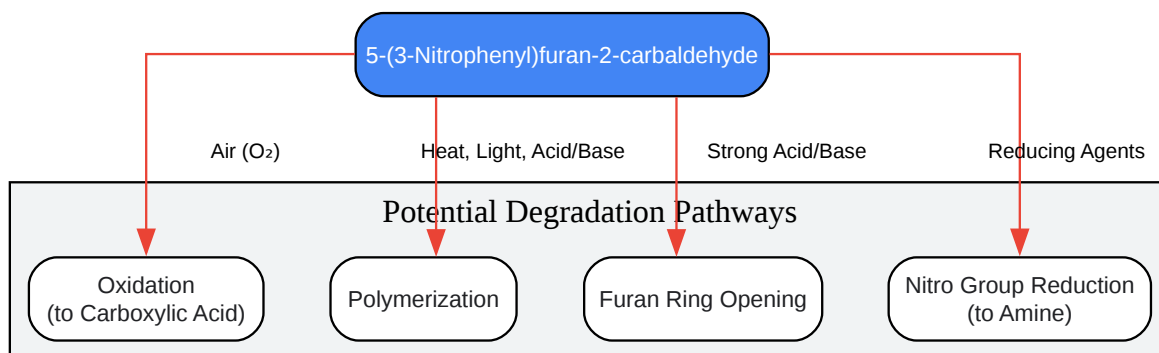 5-(3-Nitrophenyl)furan-2-carbaldehyde
Air (O₂)
Heat, Light, Acid/Base
Strong Acid/Base
Reducing Agents
Potential Degradation Pathways
Oxidation
(to Carboxylic Acid)
Polymerization
Furan Ring Opening
Nitro Group Reduction
(to Amine)